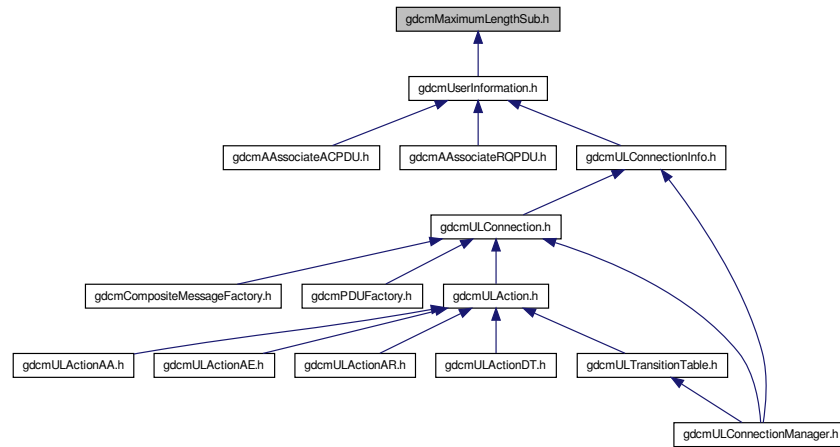 gdcmMaximumLengthSub.h
gdcmUserInformation.h
gdcmAAssociateACPDU.h
gdcmAAssociateRQPDU.h
gdcmULConnectionInfo.h
gdcmULConnection.h
gdcmCompositeMessageFactory.h
gdcmPDUFactory.h
gdcmULAction.h
gdcmULActionAA.h
gdcmULActionAE.h
gdcmULActionAR.h
gdcmULActionDT.h
gdcmULTransitionTable.h
gdcmULConnectionManager.h